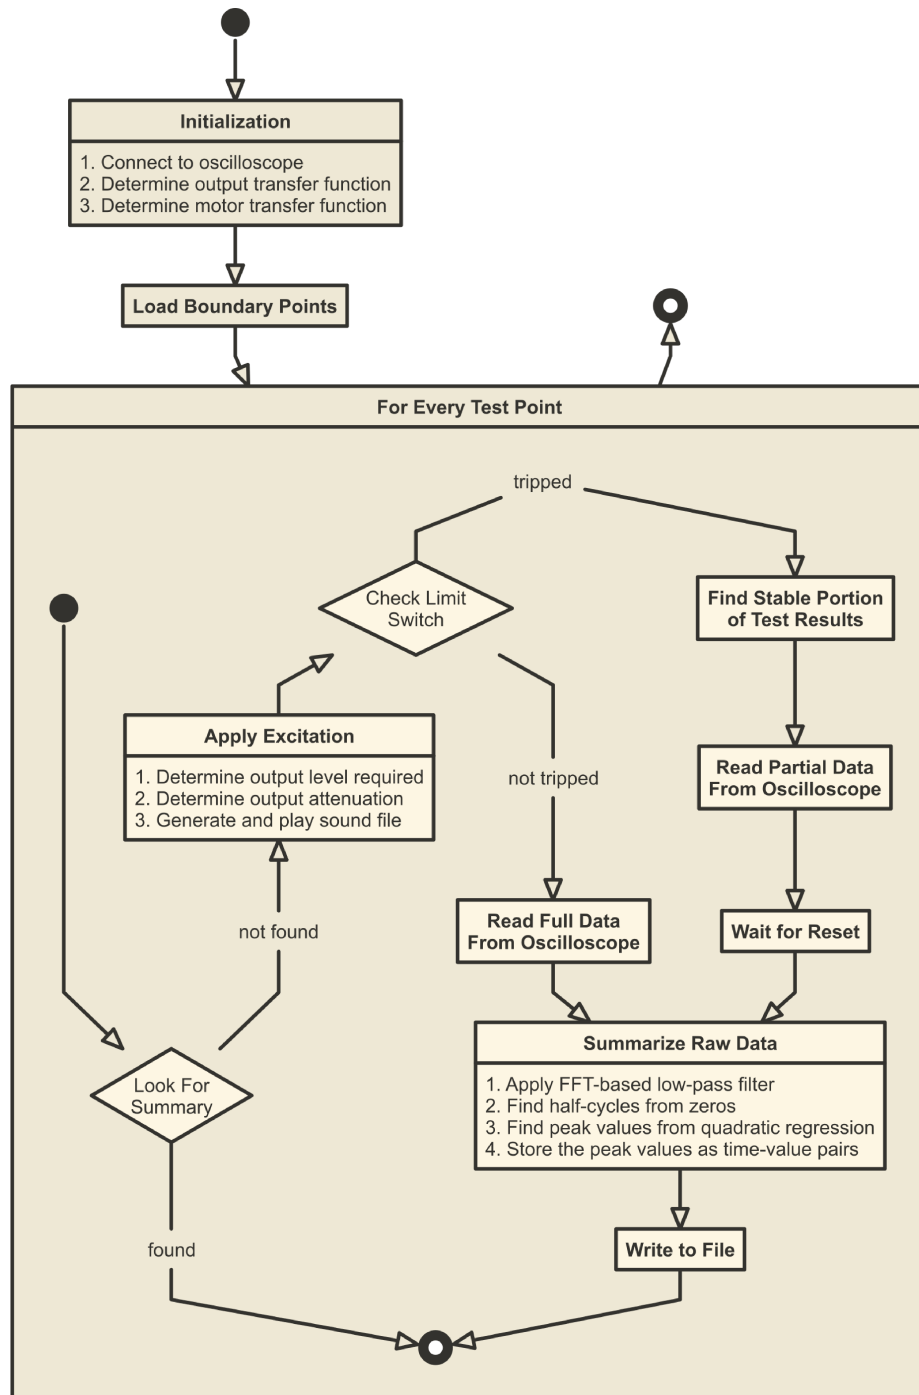 Initialization
1. Connect to oscilloscope
2. Determine output transfer function
3. Determine motor transfer function
Load Boundary Points
For Every Test Point
tripped
Check Limit
Switch
Find Stable Portion
of Test Results
Apply Excitation
1. Determine output level required
2. Determine output attenuation
3. Generate and play sound file
not tripped
Read Partial Data
From Oscilloscope
not found
Read Full Data
From Oscilloscope
Wait for Reset
Look For
Summary
Summarize Raw Data
1. Apply FFT-based low-pass filter
2. Find half-cycles from zeros
3. Find peak values from quadratic regression
4. Store the peak values as time-value pairs
found
Write to File